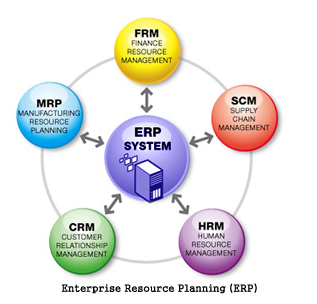 FRM
FINANCE
RESOURCE
MANAGEMENT
MRP
MANUFACTURING
RESOURCE
PLANNING
SCM
SUPPLY
CHAIN
MANAGEMENT
ERP
SYSTEM
CRM
CUSTOMER
RELATIONSHIP
MANAGEMENT
HRM
HUMAN
RESOURCE
MANAGEMENT
Enterprise Resource Planning (ERP)